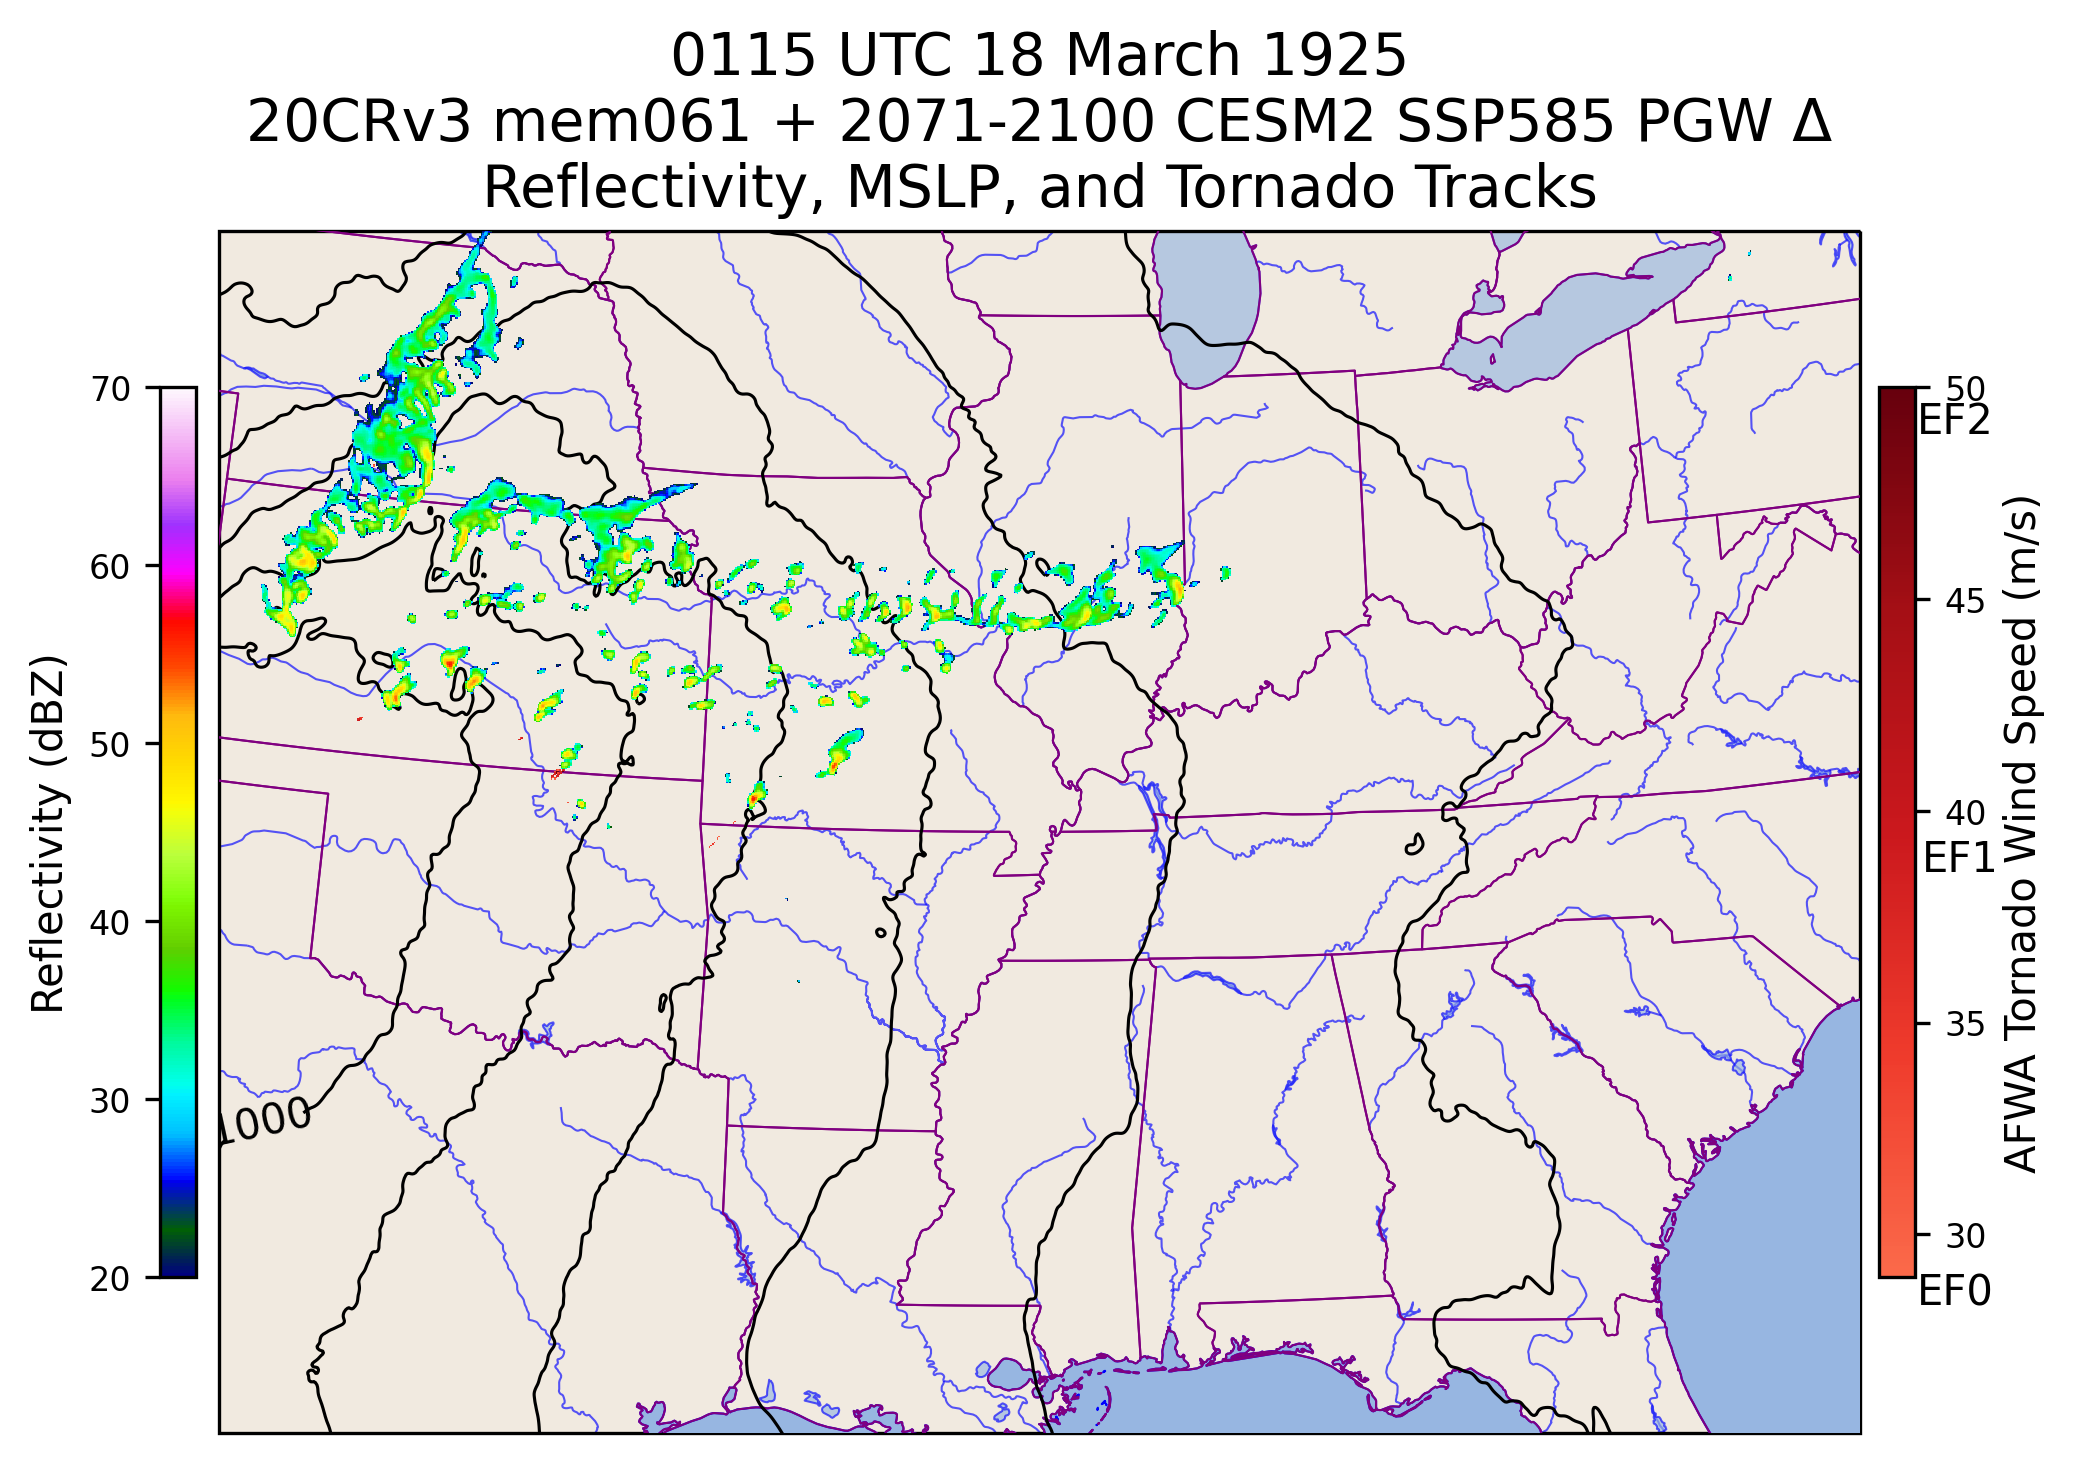 0115 UTC 18 March 1925
20CRv3 mem061 + 2071-2100 CESM2 SSP585 PGW Δ
Reflectivity, MSLP, and Tornado Tracks
Reflectivity (dBZ)
70
60
50
40
30
20
1000
50
EF2
45
40
EF1
35
30
EF0
AFWA Tornado Wind Speed (m/s)